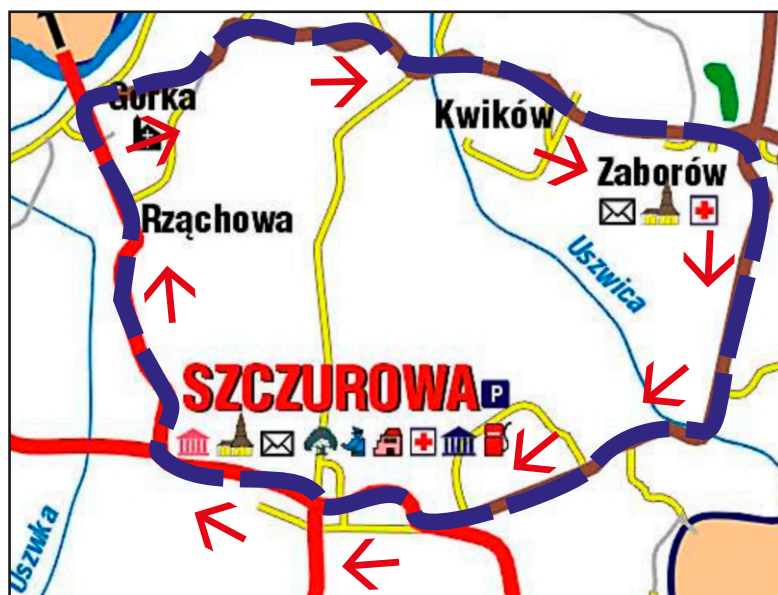 Górka
Kwików
Zaborów
Rząchowa
Uszwica
SZCZUROWA
P
Uszwka